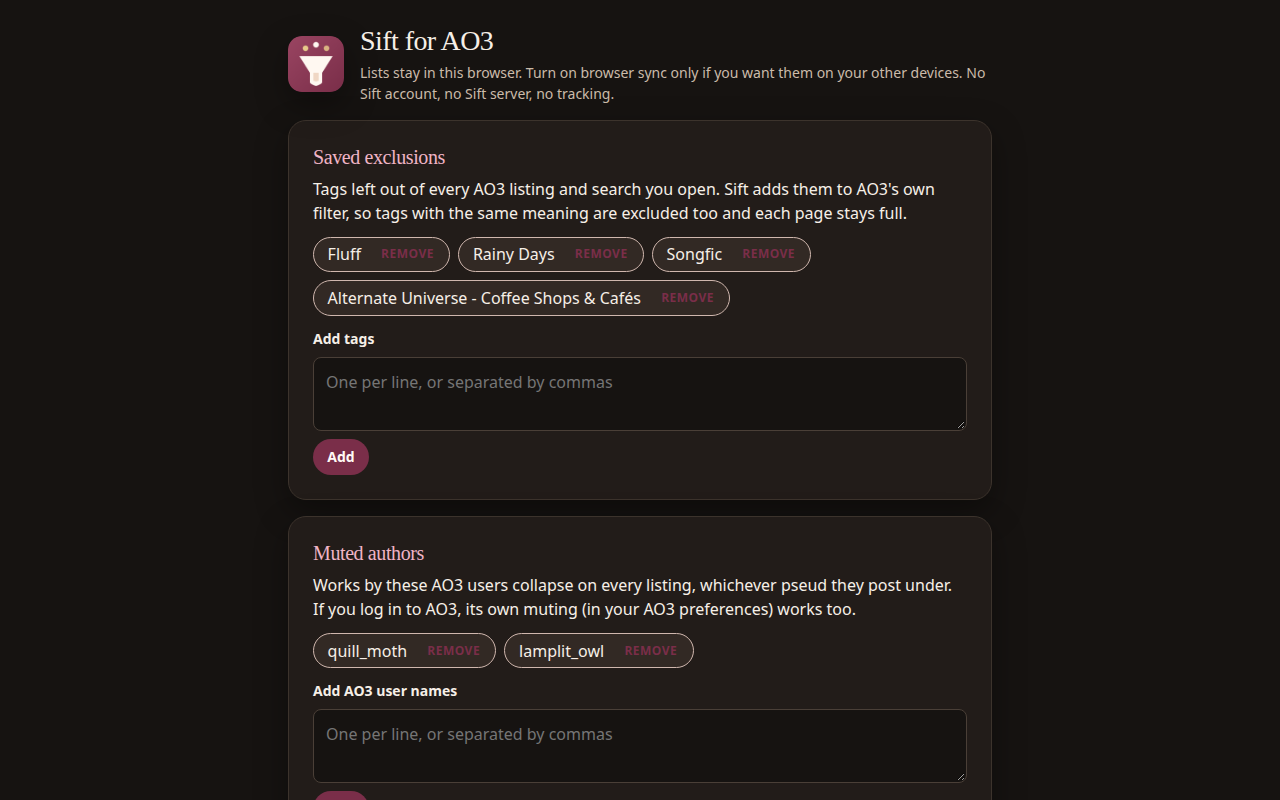 Sift for AO3
Lists stay in this browser. Turn on browser sync only if you want them on your other devices. No
Sift account, no Sift server, no tracking.
Saved exclusions
Tags left out of every AO3 listing and search you open. Sift adds them to AO3's own
filter, so tags with the same meaning are excluded too and each page stays full.
Fluff REMOVE Rainy Days REMOVE Songfic REMOVE
Alternate Universe - Coffee Shops & Cafés REMOVE
Add tags
One per line, or separated by commas
Add
Muted authors
Works by these AO3 users collapse on every listing, whichever pseud they post under.
If you log in to AO3, its own muting (in your AO3 preferences) works too.
quill_moth REMOVE lamplit_owl REMOVE
Add AO3 user names
One per line, or separated by commas